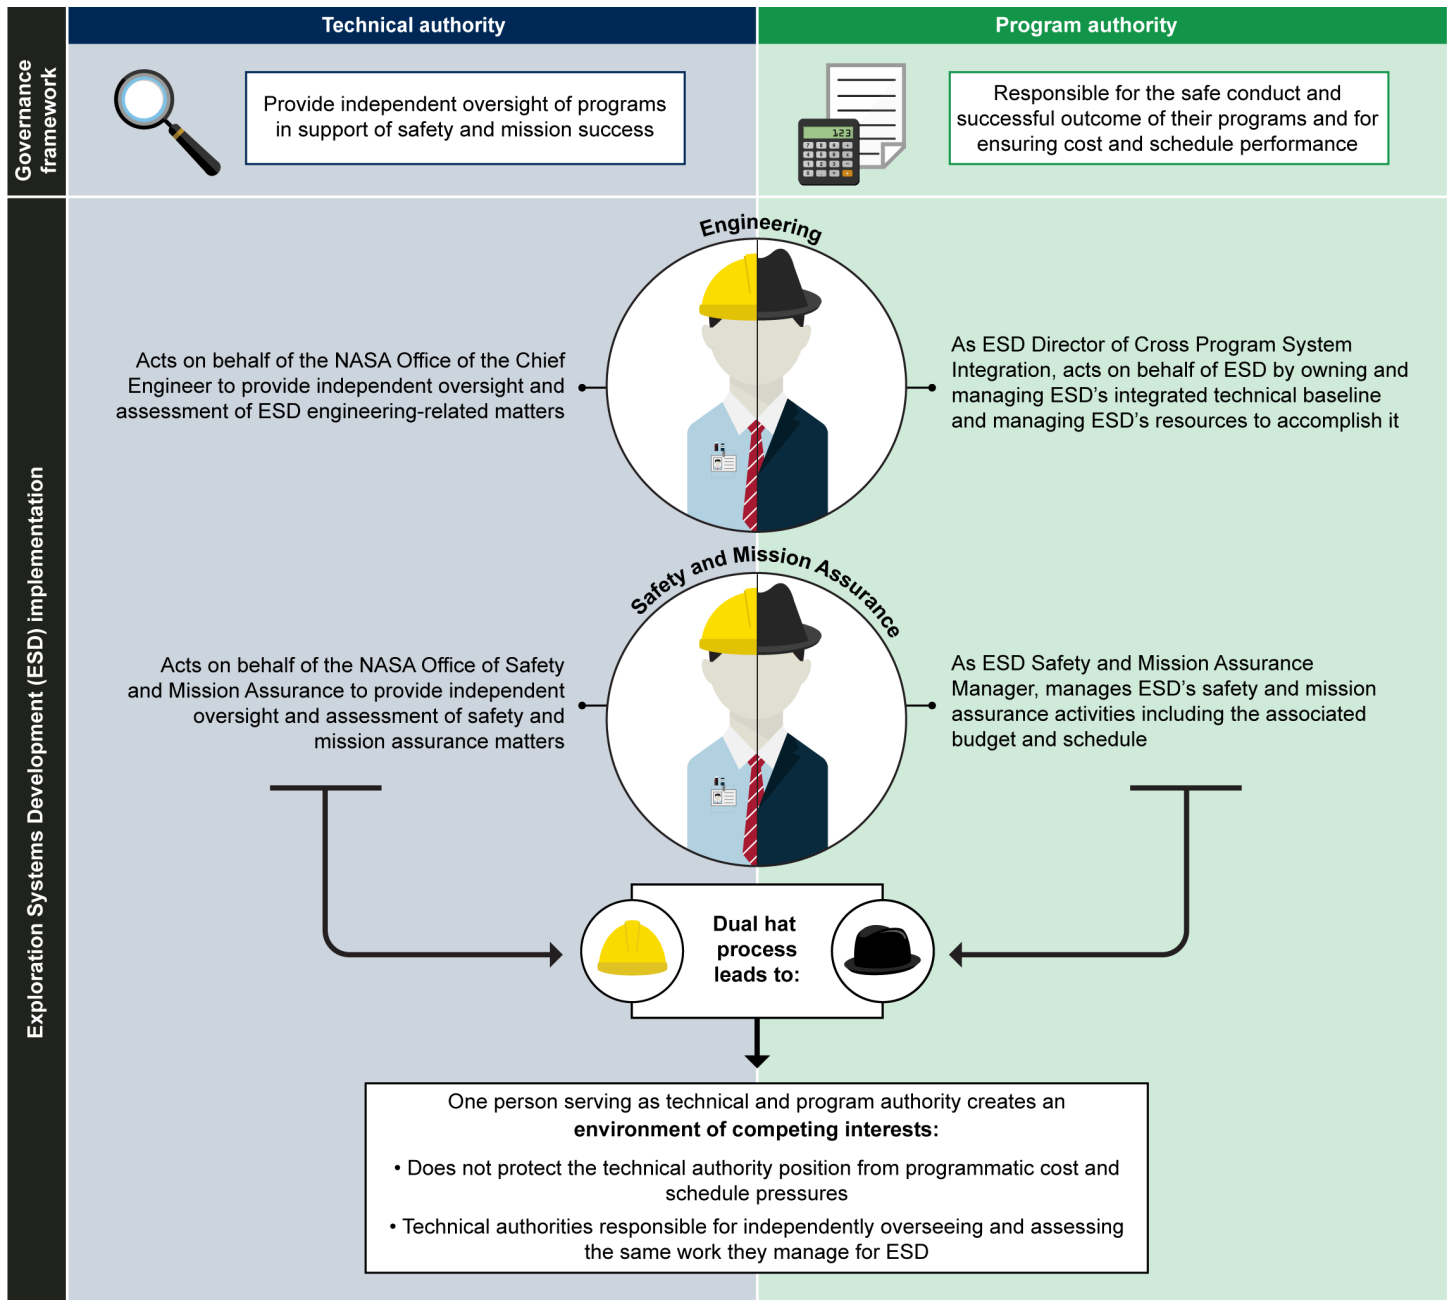 Technical authority
Program authority
Governance
framework
Provide independent oversight of programs
in support of safety and mission success
123
Responsible for the safe conduct and
successful outcome of their programs and for
ensuring cost and schedule performance
Exploration Systems Development (ESD) implementation
Engineering
Acts on behalf of the NASA Office of the Chief
Engineer to provide independent oversight and
assessment of ESD engineering-related matters
As ESD Director of Cross Program System
Integration, acts on behalf of ESD by owning and
managing ESD’s integrated technical baseline
and managing ESD’s resources to accomplish it
Safety and Mission Assurance
Acts on behalf of the NASA Office of Safety
and Mission Assurance to provide independent
oversight and assessment of safety and
mission assurance matters
As ESD Safety and Mission Assurance
Manager, manages ESD’s safety and mission
assurance activities including the associated
budget and schedule
Dual hat
process
leads to:
One person serving as technical and program authority creates an
environment of competing interests:
• Does not protect the technical authority position from programmatic cost and
schedule pressures
• Technical authorities responsible for independently overseeing and assessing
the same work they manage for ESD